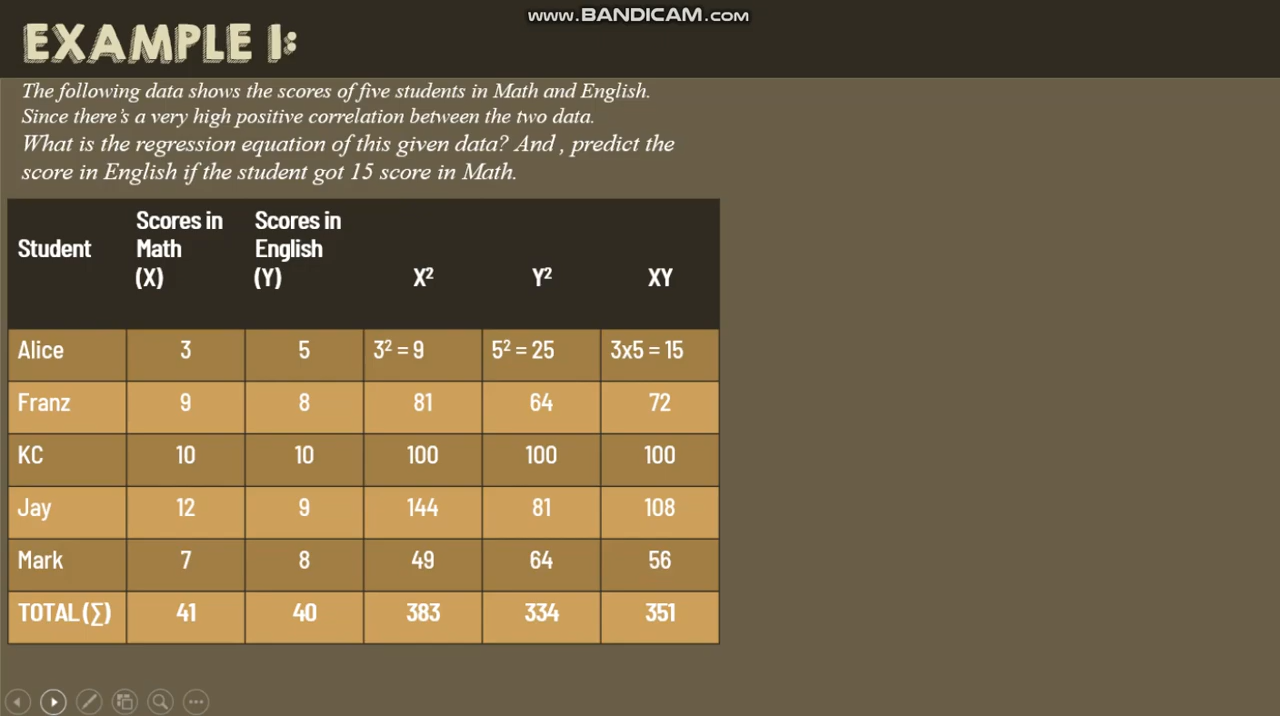 www.BANDICAM.com
EXAMPLE 1:
The following data shows the scores of five students in Math and English.
Since there's a very high positive correlation between the two data.
What is the regression equation of this given data? And , predict the
score in English if the student got 15 score in Math.
Student Scores in Math (X) Scores in English (Y) X² Y² XY
Alice 3 5 3² = 9 5² = 25 3x5 = 15
Franz 9 8 81 64 72
KC 10 10 100 100 100
Jay 12 9 144 81 108
Mark 7 8 49 64 56
TOTAL (∑) 41 40 383 334 351